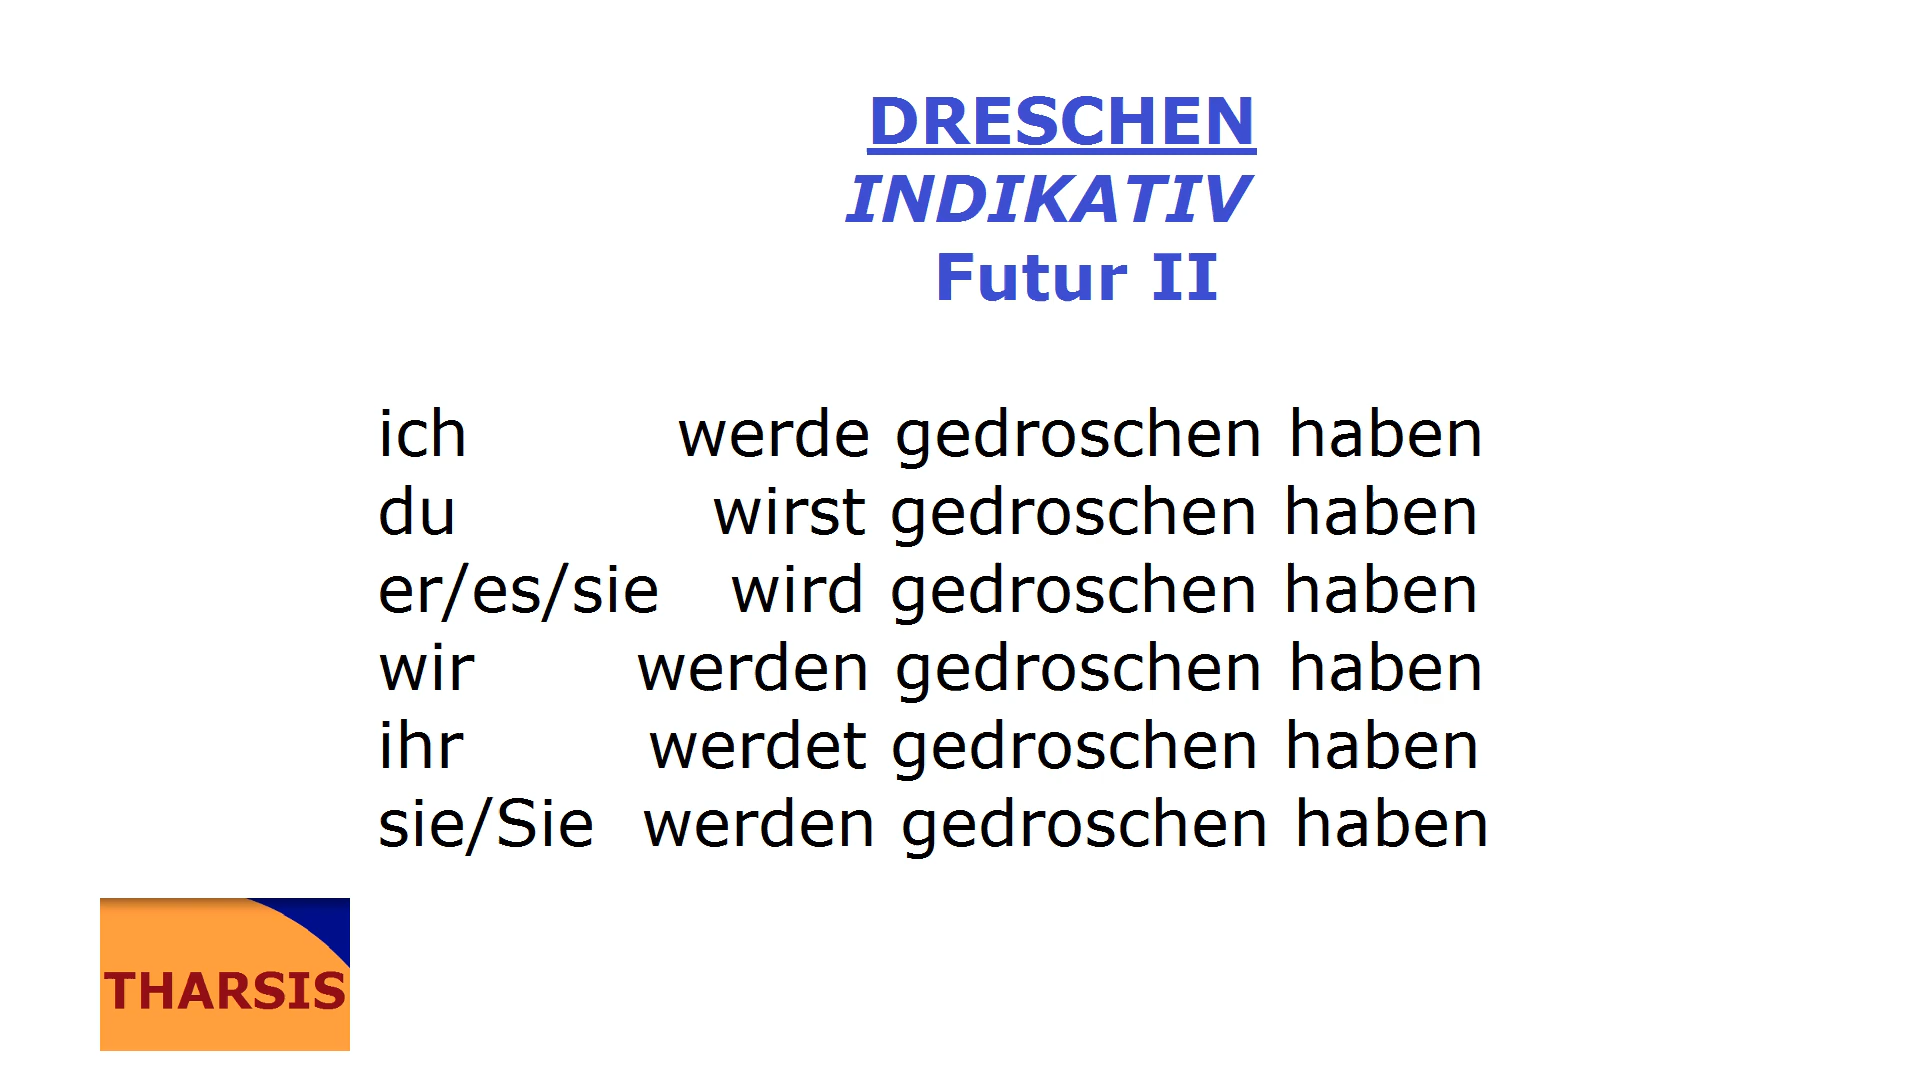 DRESCHEN
INDIKATIV
Futur II
ich werde gedroschen haben
du wirst gedroschen haben
er/es/sie wird gedroschen haben
wir werden gedroschen haben
ihr werdet gedroschen haben
sie/Sie werden gedroschen haben
THARSIS